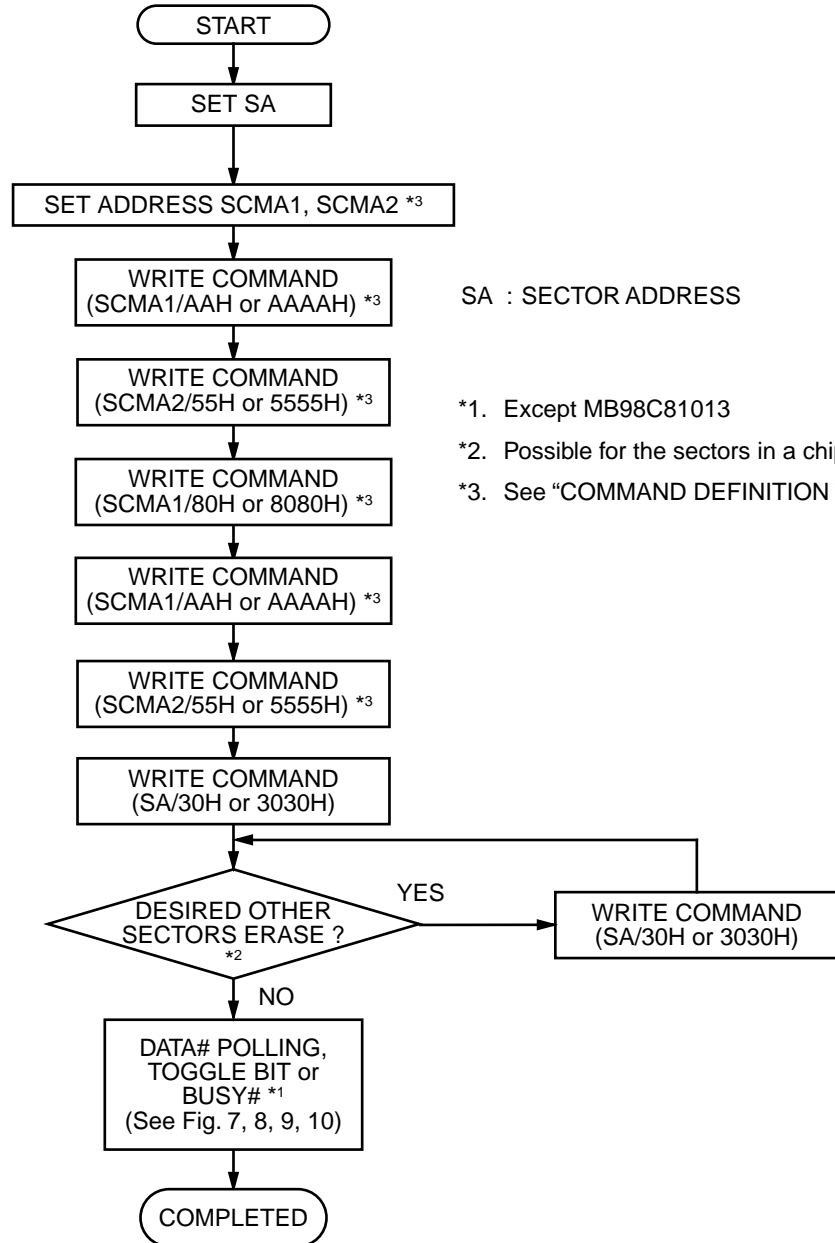 START
SET SA
SET ADDRESS SCMA1, SCMA2 *3
WRITE COMMAND
(SCMA1/AAH or AAAAH) *3
WRITE COMMAND
(SCMA2/55H or 5555H) *3
WRITE COMMAND
(SCMA1/80H or 8080H) *3
WRITE COMMAND
(SCMA1/AAH or AAAAH) *3
WRITE COMMAND
(SCMA2/55H or 5555H) *3
WRITE COMMAND
(SA/30H or 3030H)
DESIRED OTHER
SECTORS ERASE ?
*2
YES
WRITE COMMAND
(SA/30H or 3030H)
NO
DATA# POLLING,
TOGGLE BIT or
BUSY# *1
(See Fig. 7, 8, 9, 10)
COMPLETED
SA : SECTOR ADDRESS
*1. Except MB98C81013
*2. Possible for the sectors in a chip
*3. See “COMMAND DEFINITION